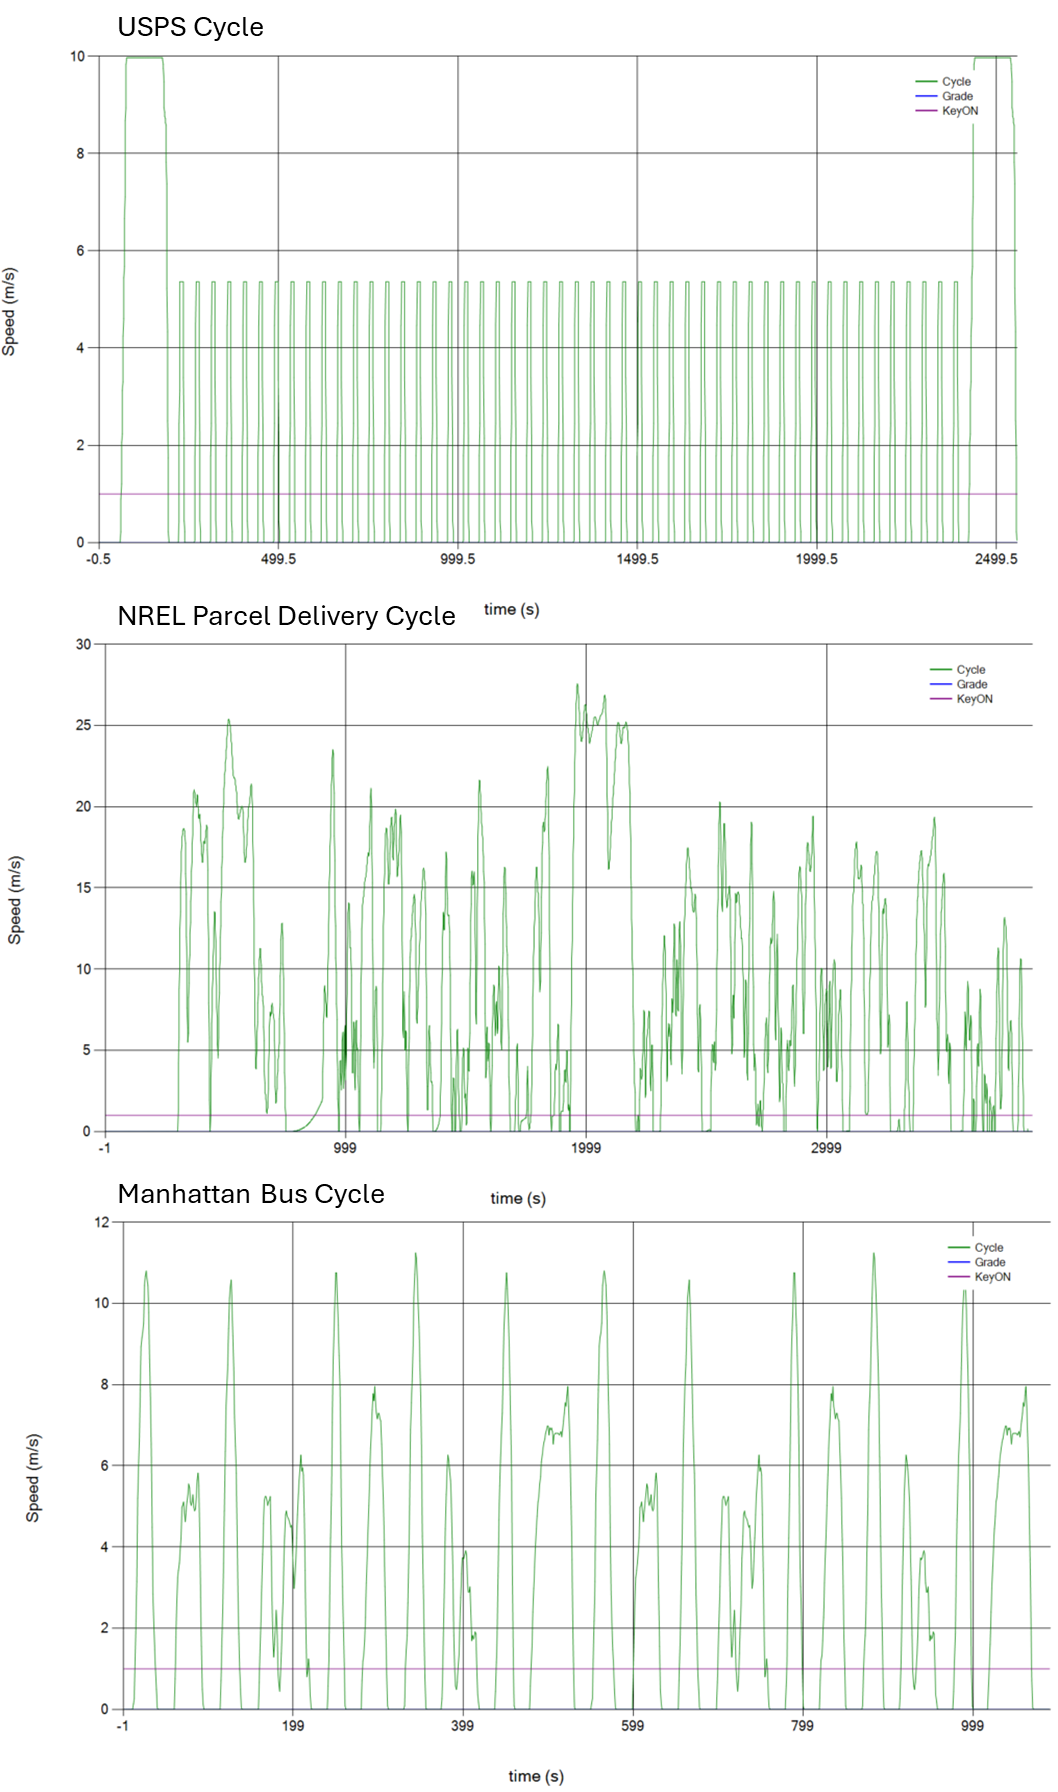 USPS Cycle
10
8
6
4
2
0
Speed (m/s)
Cycle
Grade
KeyON
-0.5 499.5 999.5 1499.5 1999.5 2499.5
time (s)
NREL Parcel Delivery Cycle
30
25
20
15
10
5
0
Speed (m/s)
Cycle
Grade
KeyON
-1 999 1999 2999
time (s)
Manhattan Bus Cycle
12
10
8
6
4
2
0
Speed (m/s)
Cycle
Grade
KeyON
-1 199 399 599 799 999
time (s)